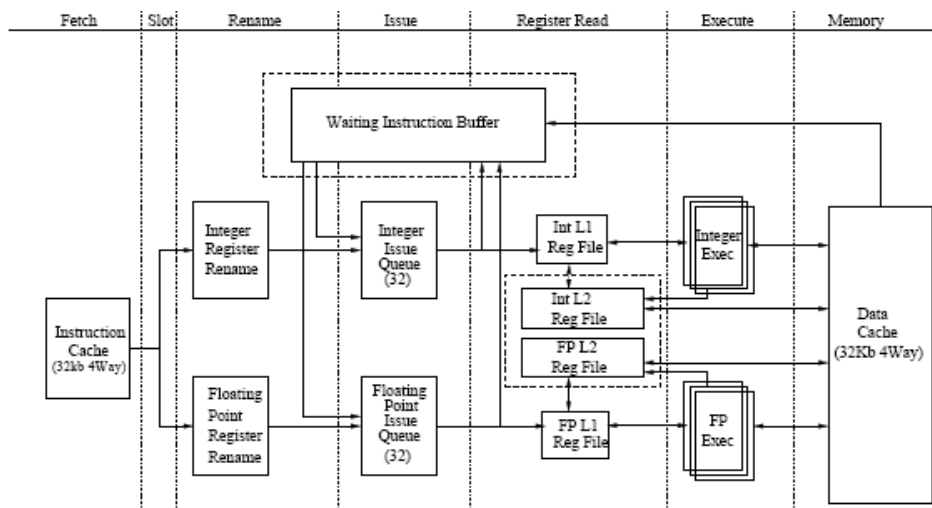 Fetch
Slot
Rename
Issue
Register Read
Execute
Memory
Waiting Instruction Buffer
Integer
Register
Rename
Integer
Issue
Queue
(32)
Int L1
Reg File
Integer
Exec
Int L2
Reg File
FP L2
Reg File
Data
Cache
(32Kb 4Way)
Instruction
Cache
(32kb 4Way)
Floating
Point
Register
Rename
Floating
Point
Issue
Queue
(32)
FP L1
Reg File
FP
Exec